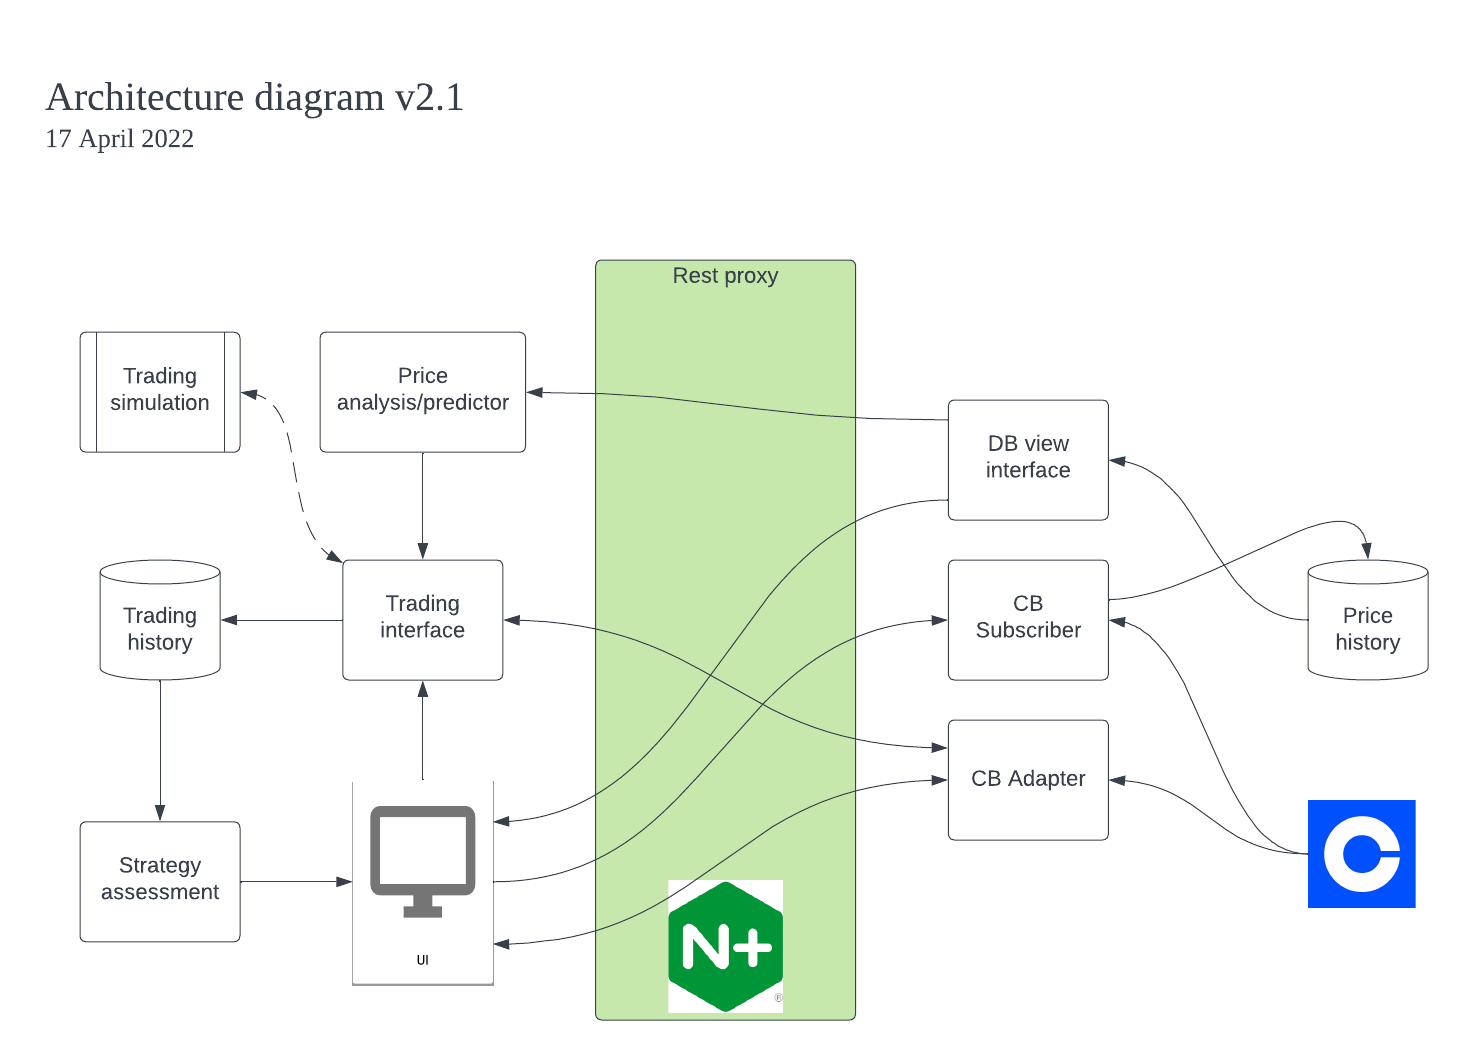 Architecture diagram v2.1
17 April 2022
Rest proxy
Trading
simulation
Price
analysis/predictor
DB view
interface
Trading
history
Trading
interface
CB
Subscriber
Price
history
CB Adapter
Strategy
assessment
UI
N+
®